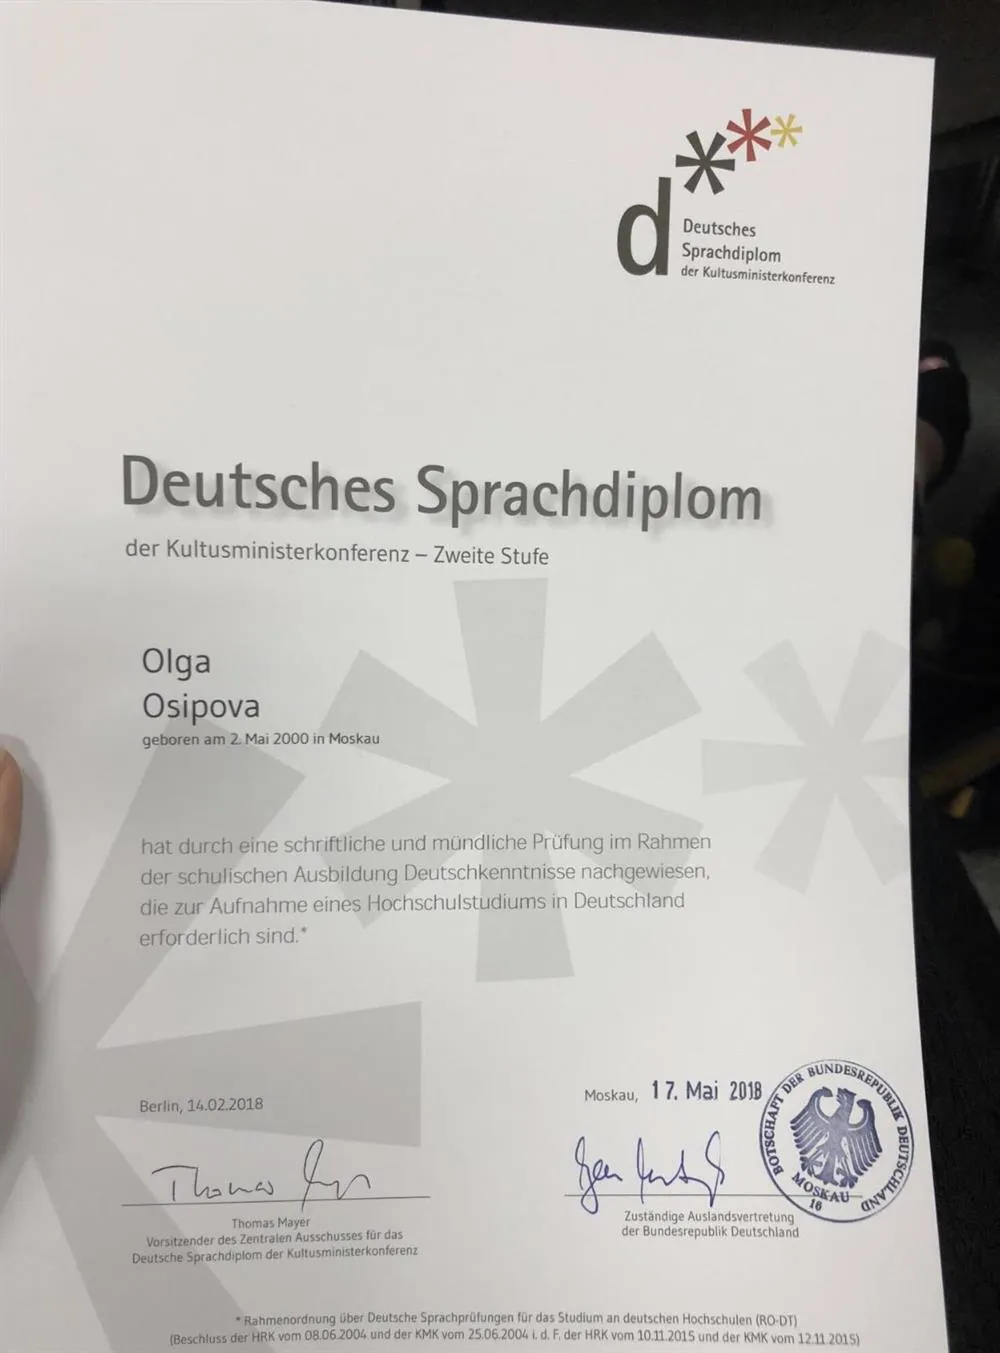 d
Deutsches
Sprachdiplom
der Kultusministerkonferenz
Deutsches Sprachdiplom
der Kultusministerkonferenz – Zweite Stufe
Olga
Osipova
geboren am 2. Mai 2000 in Moskau
hat durch eine schriftliche und mündliche Prüfung im Rahmen
der schulischen Ausbildung Deutschkenntnisse nachgewiesen,
die zur Aufnahme eines Hochschulstudiums in Deutschland
erforderlich sind.*
Berlin, 14.02.2018
Thomas
Thomas Mayer
Vorsitzender des Zentralen Ausschusses für das
Deutsche Sprachdiplom der Kultusministerkonferenz
Moskau, 17. Mai 2018
BOTSCHAFT DER BUNDESREPUBLIK DEUTSCHLAND
MOSKAU
16
Zuständige Auslandsvertretung
der Bundesrepublik Deutschland
* Rahmenordnung über Deutsche Sprachprüfungen für das Studium an deutschen Hochschulen (RO-DT)
(Beschluss der HRK vom 08.06.2004 und der KMK vom 25.06.2004 i. d. F. der HRK vom 10.11.2015 und der KMK vom 12.11.2015)